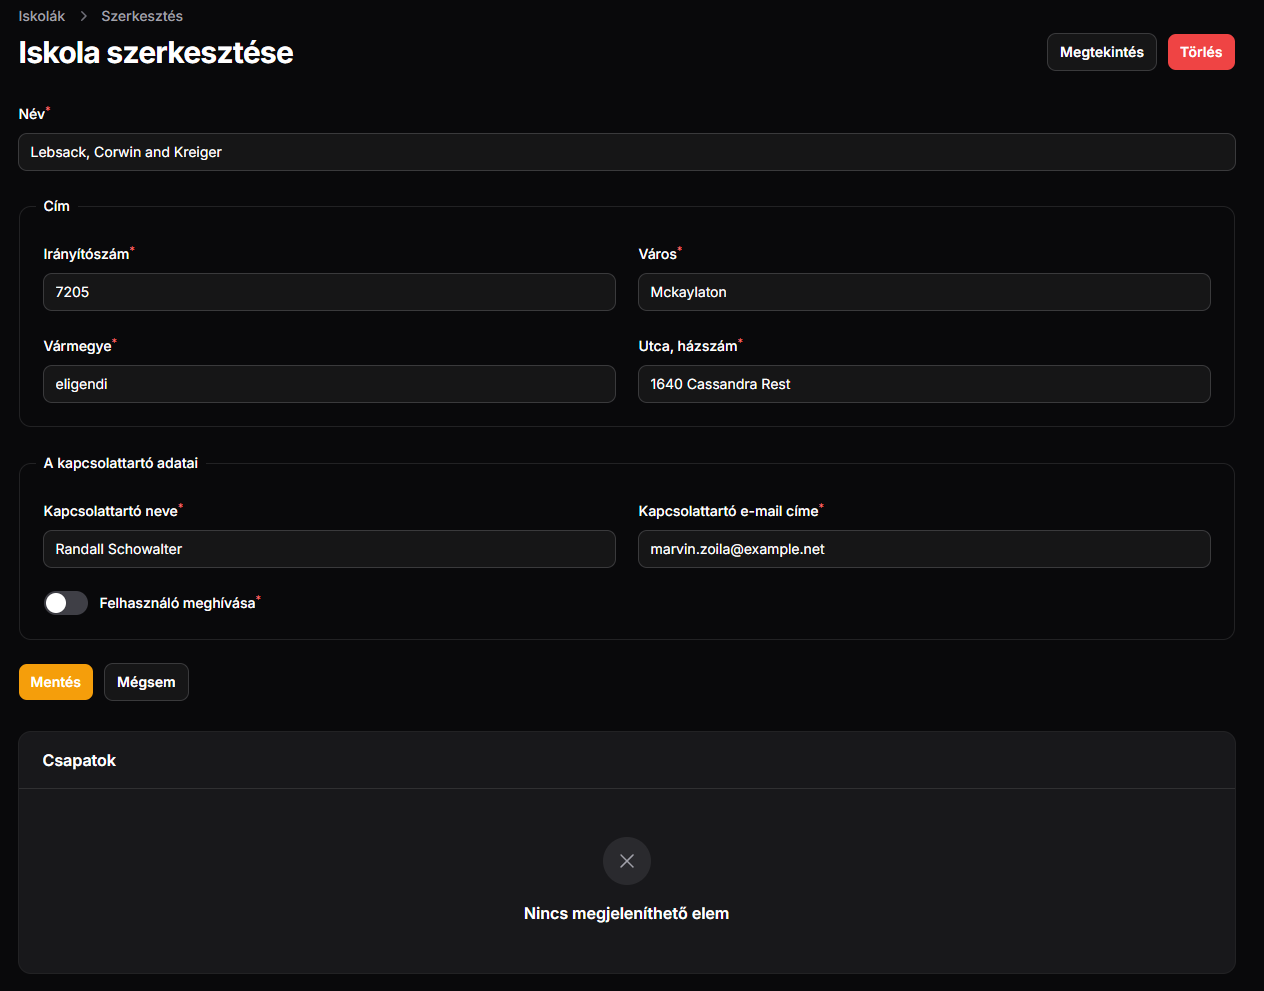 Iskolák > Szerkesztés
Iskola szerkesztése
Megtekintés
Törlés
Név*
Lebsack, Corwin and Kreiger
Cím
Irányítószám*
Város*
7205
Mckaylaton
Vármegye*
Utca, házszám*
eligendi
1640 Cassandra Rest
A kapcsolattartó adatai
Kapcsolattartó neve*
Kapcsolattartó e-mail címe*
Randall Schowalter
marvin.zoila@example.net
Felhasználó meghívása*
Mentés
Mégsem
Csapatok
Nincs megjeleníthető elem